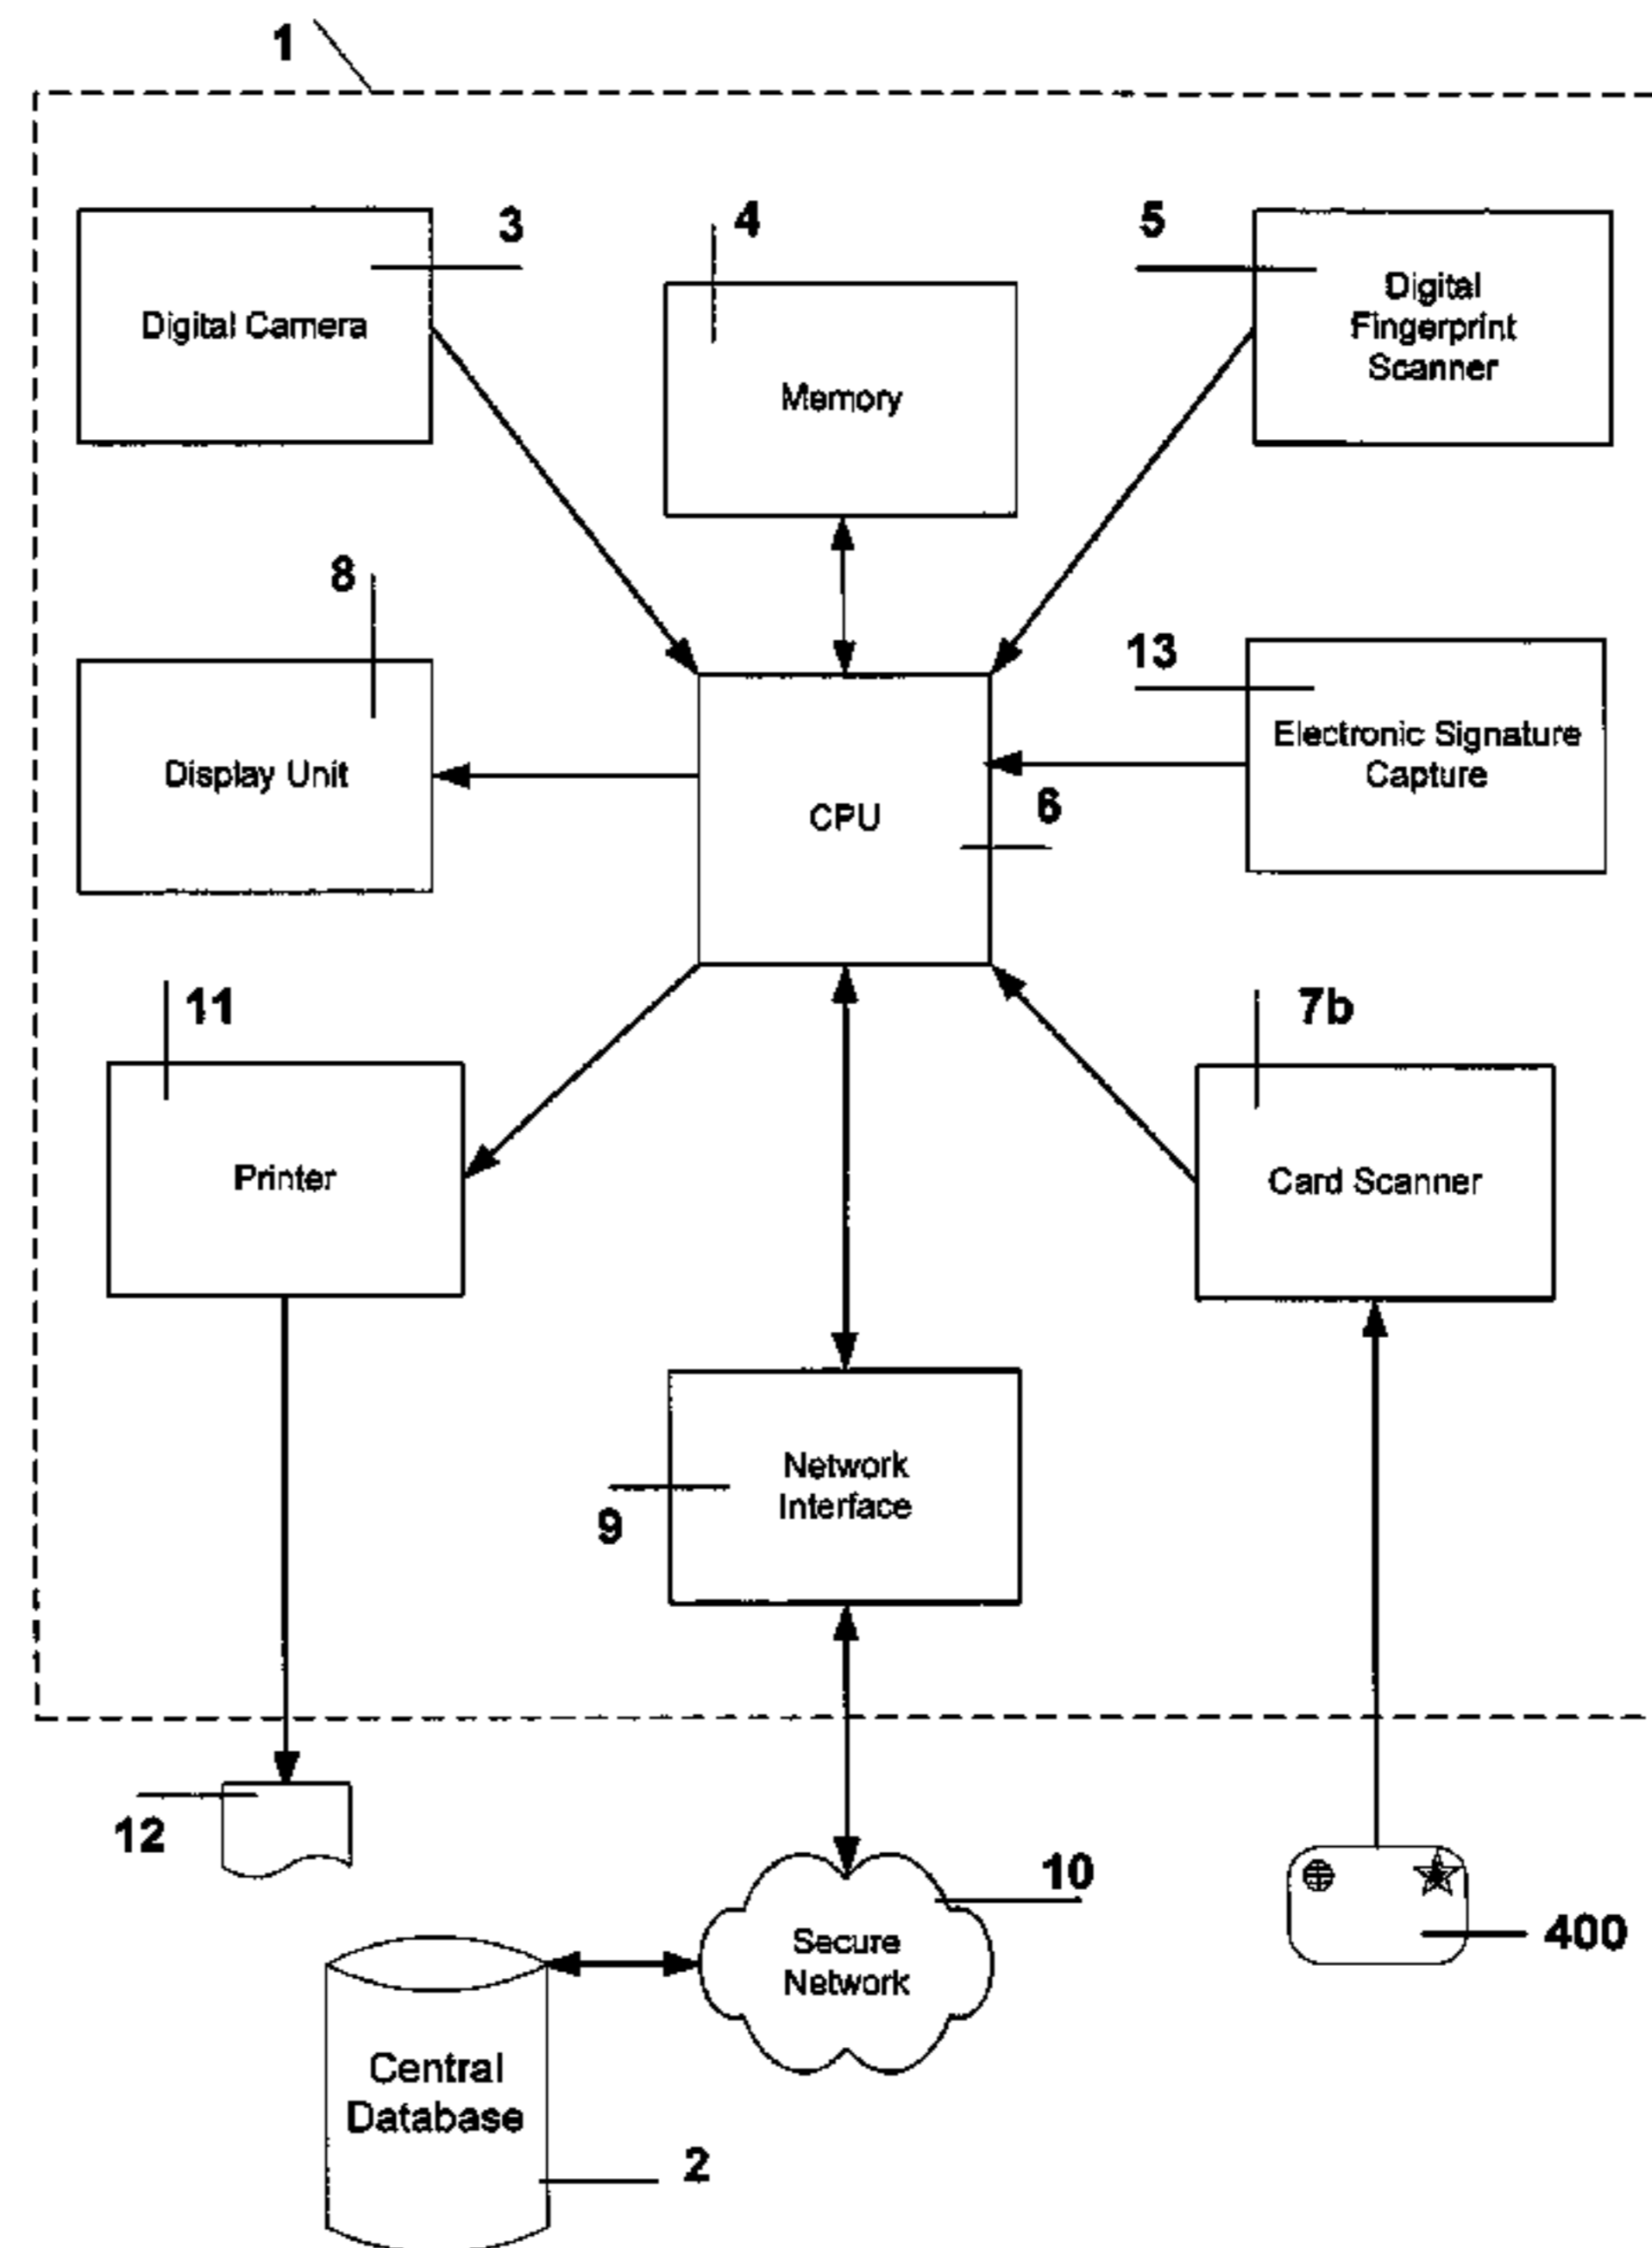 1
3
4
5
Digital Camera
Memory
Digital
Fingerprint
Scanner
8
13
Display Unit
CPU
6
Electronic Signature
Capture
11
7b
Printer
Card Scanner
Network
Interface
9
12
10
Secure
Network
400
Central
Database
2